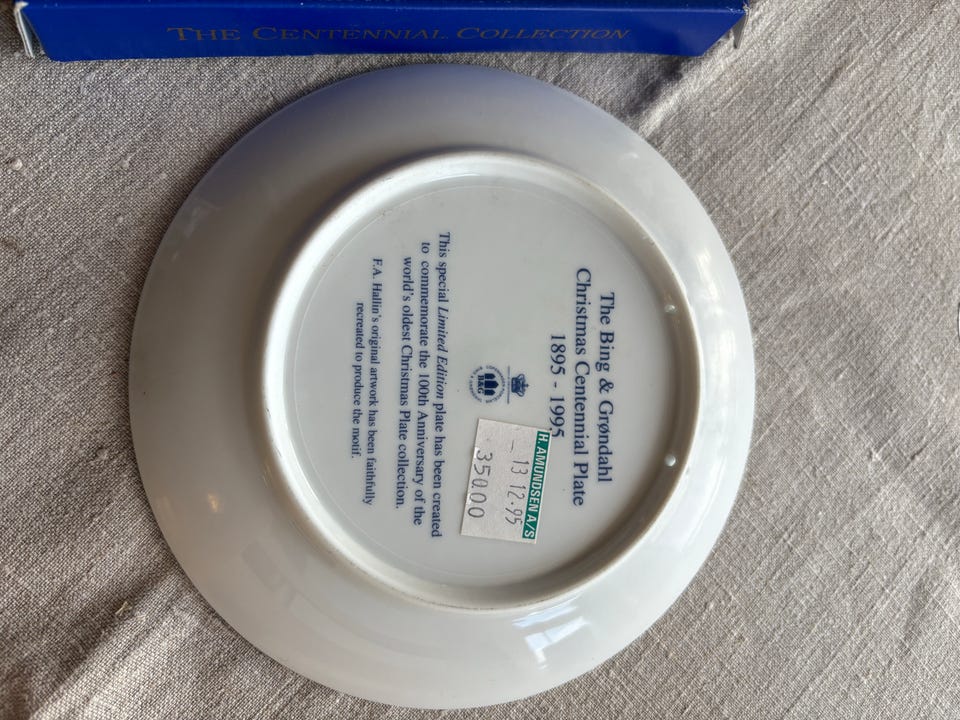 THE CENTENNIAL COLLECTION
The Bing & Grøndahl
Christmas Centennial Plate
1895 - 1995
B&G
H. AMUNDSEN A/S
- 13 12.95
350.00
This special Limited Edition plate has been created
to commemorate the 100th Anniversary of the
world's oldest Christmas Plate collection.
F.A. Hallin's original artwork has been faithfully
recreated to produce the motif.